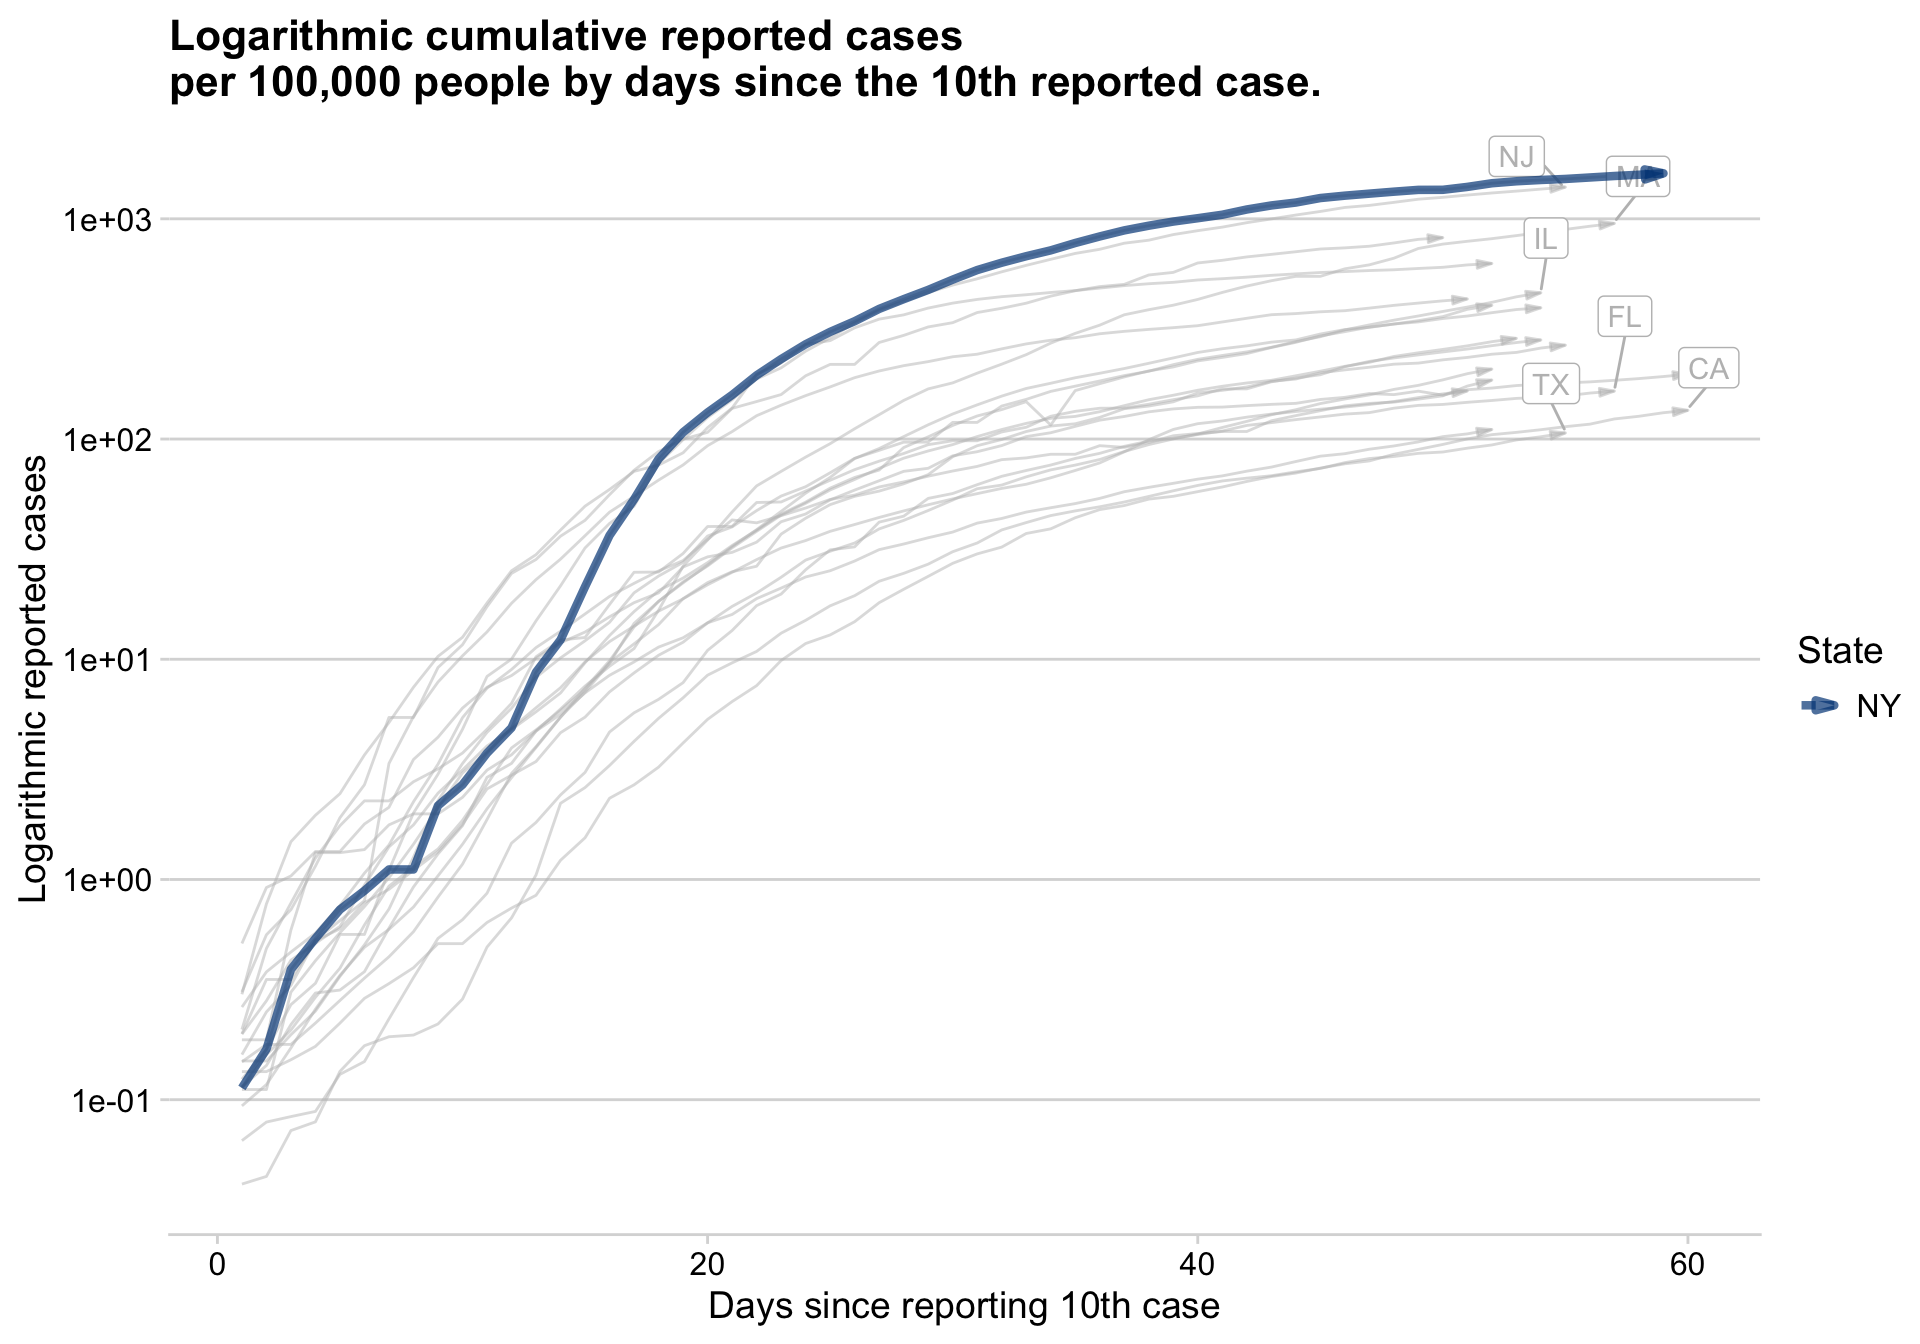 Logarithmic cumulative reported cases
per 100,000 people by days since the 10th reported case.
NJ
MA
1e+03
IL
FL
CA
TX
1e+02
Logarithmic reported cases
1e+01
State
NY
1e+00
1e-01
0
20
40
60
Days since reporting 10th case